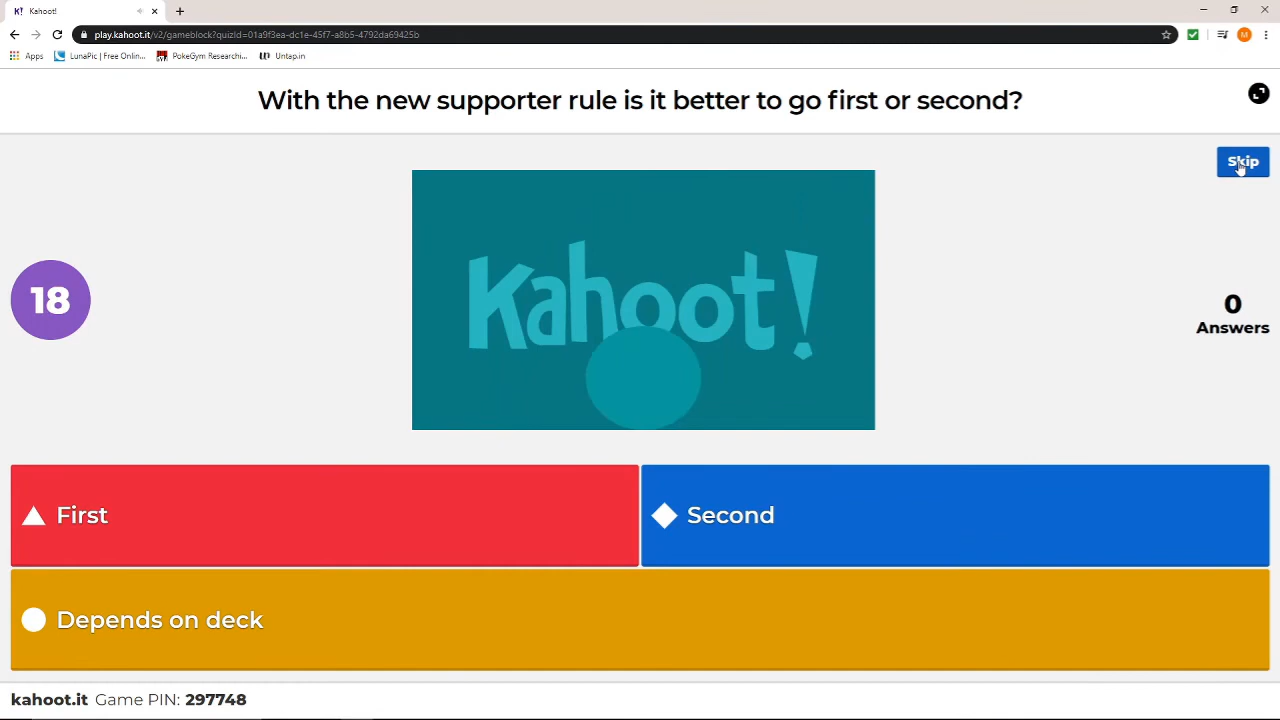 K! Kahoot!
play.kahoot.it/v2/gameblock?quizId=01a9f3ea-dc1e-45f7-a8b5-4792da69425b
M
Apps LunaPic | Free Onlin... PokeGym Researchi... Untap.in
With the new supporter rule is it better to go first or second?
Skip
Kahoot!
18
0
Answers
First
Second
Depends on deck
kahoot.it Game PIN: 297748